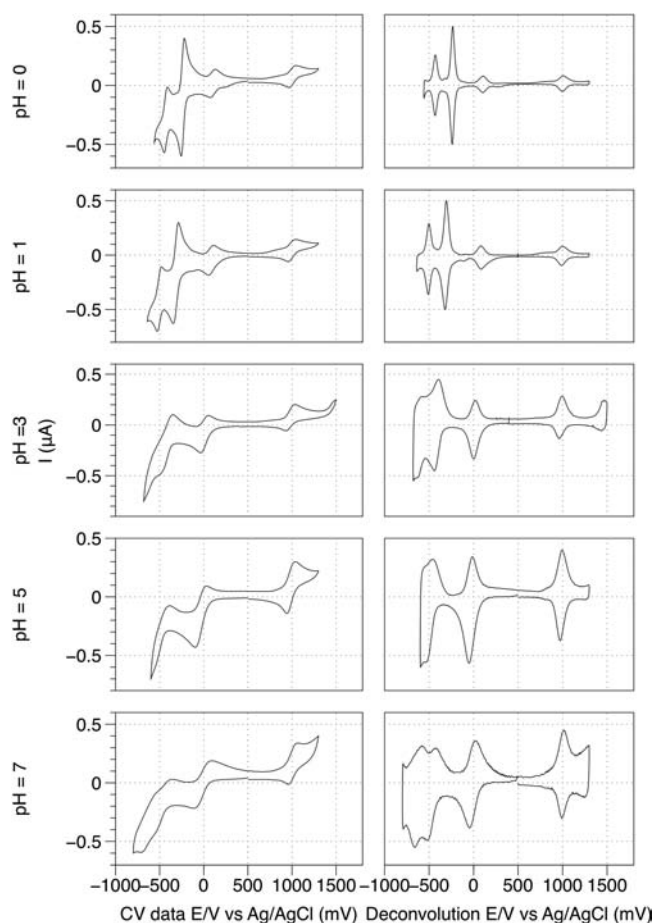 pH = 0
0.5
0
−0.5
pH = 1
0.5
0
−0.5
pH =3
I (μA)
0.5
0
−0.5
pH = 5
0.5
0
−0.5
pH = 7
0.5
0
−0.5
−1000 −500 0 500 1000 1500 −1000 −500 0 500 1000 1500
CV data E/V vs Ag/AgCl (mV) Deconvolution E/V vs Ag/AgCl (mV)